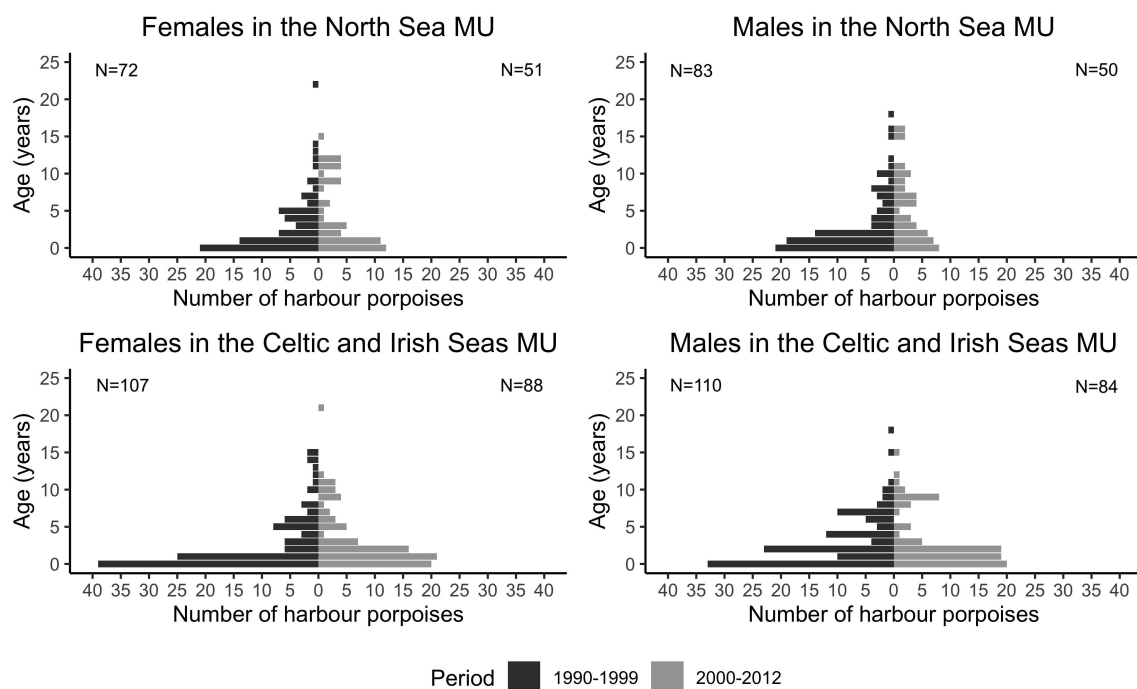 Females in the North Sea MU
Males in the North Sea MU
N=72
N=51
N=83
N=50
25
20
15
10
5
0
Age (years)
40 35 30 25 20 15 10 5 0 5 10 15 20 25 30 35 40
Number of harbour porpoises
25
20
15
10
5
0
Age (years)
40 35 30 25 20 15 10 5 0 5 10 15 20 25 30 35 40
Number of harbour porpoises
Females in the Celtic and Irish Seas MU
Males in the Celtic and Irish Seas MU
N=107
N=88
N=110
N=84
25
20
15
10
5
0
Age (years)
40 35 30 25 20 15 10 5 0 5 10 15 20 25 30 35 40
Number of harbour porpoises
25
20
15
10
5
0
Age (years)
40 35 30 25 20 15 10 5 0 5 10 15 20 25 30 35 40
Number of harbour porpoises
Period 1990-1999 2000-2012